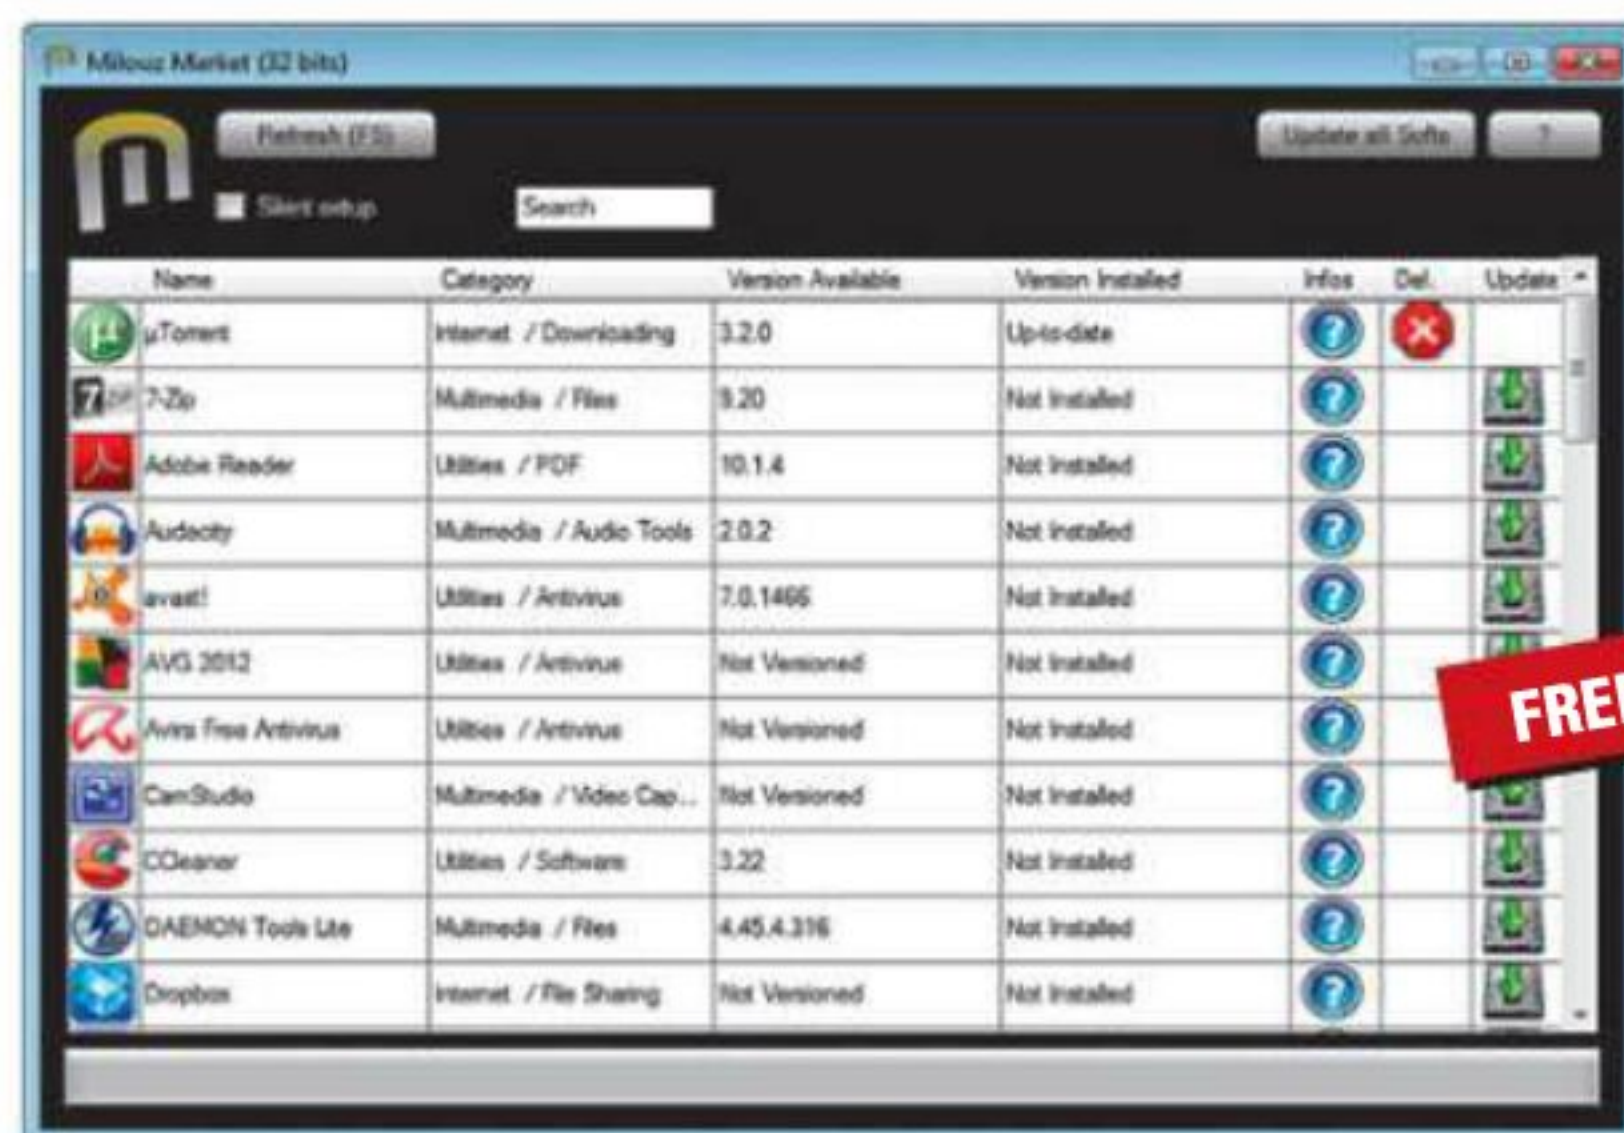 Milouz Market (32 bits)
Refresh (F5)
Update all Softs
?
Silent setup
Search
Name Category Version Available Version Installed Infos Del. Update
µTorrent Internet / Downloading 3.2.0 Up-to-date
7-Zip Multimedia / Files 9.20 Not Installed
Adobe Reader Utilities / PDF 10.1.4 Not Installed
Audacity Multimedia / Audio Tools 2.0.2 Not Installed
avast! Utilities / Antivirus 7.0.1466 Not Installed
AVG 2012 Utilities / Antivirus Not Versioned Not Installed
Avira Free Antivirus Utilities / Antivirus Not Versioned Not Installed
CamStudio Multimedia / Video Cap... Not Versioned Not Installed
CCleaner Utilities / Software 3.22 Not Installed
DAEMON Tools Lite Multimedia / Files 4.45.4.316 Not Installed
Dropbox Internet / File Sharing Not Versioned Not Installed
FREE